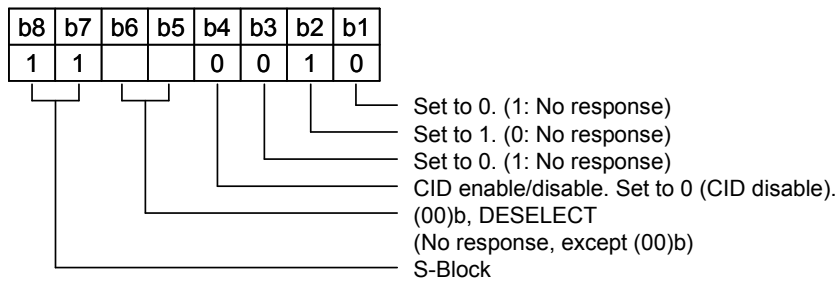 b8 b7 b6 b5 b4 b3 b2 b1
1 1 0 0 1 0
Set to 0. (1: No response)
Set to 1. (0: No response)
Set to 0. (1: No response)
CID enable/disable. Set to 0 (CID disable).
(00)b, DESELECT
(No response, except (00)b)
S-Block